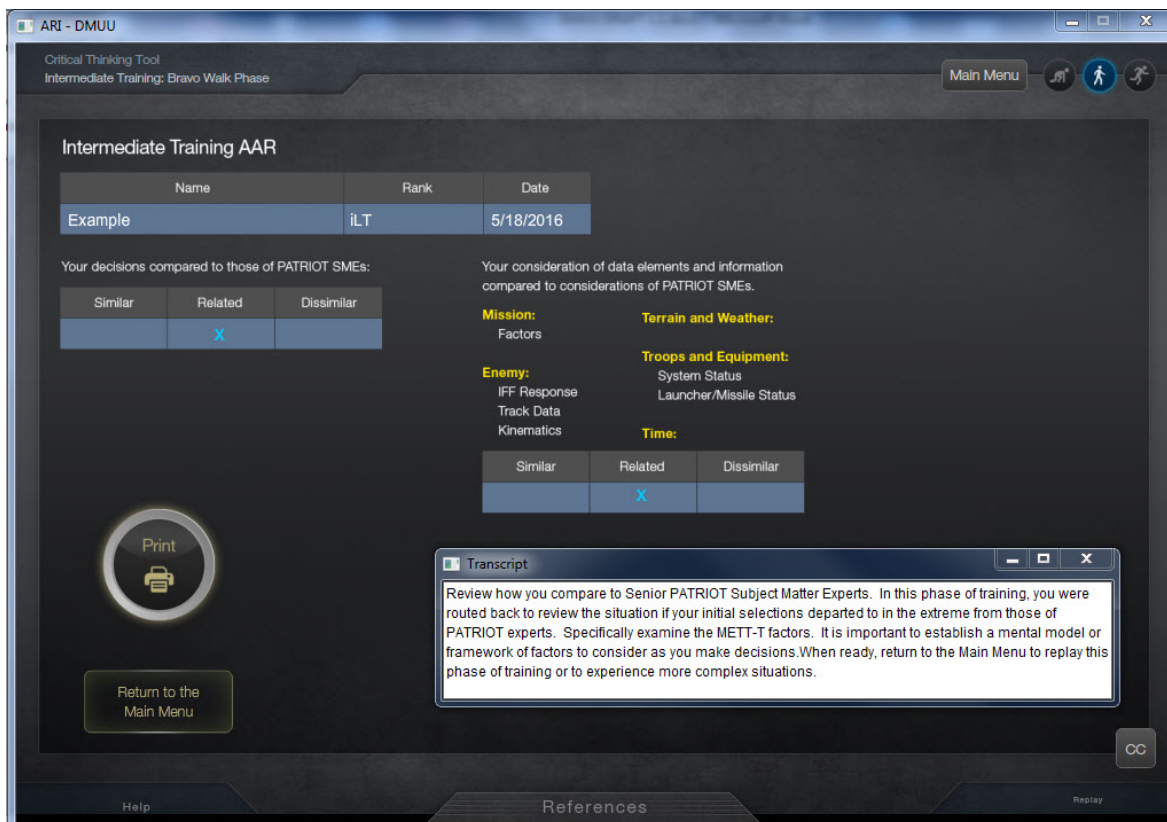 ARI - DMUU
Critical Thinking Tool
Intermediate Training: Bravo Walk Phase
Main Menu
Intermediate Training AAR
Name Rank Date
Example iLT 5/18/2016
Your decisions compared to those of PATRIOT SMEs:
Similar Related Dissimilar
X
Your consideration of data elements and information
compared to considerations of PATRIOT SMEs.
Mission:
Factors
Enemy:
IFF Response
Track Data
Kinematics
Terrain and Weather:
Troops and Equipment:
System Status
Launcher/Missile Status
Time:
Similar Related Dissimilar
X
Print
Return to the
Main Menu
Transcript
Review how you compare to Senior PATRIOT Subject Matter Experts. In this phase of training, you were
routed back to review the situation if your initial selections departed to in the extreme from those of
PATRIOT experts. Specifically examine the METT-T factors. It is important to establish a mental model or
framework of factors to consider as you make decisions.When ready, return to the Main Menu to replay this
phase of training or to experience more complex situations.
CC
Help
References
Replay